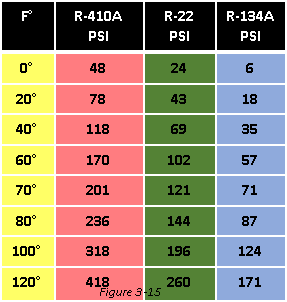 F° R-410A PSI R-22 PSI R-134A PSI
0° 48 24 6
20° 78 43 18
40° 118 69 35
60° 170 102 57
70° 201 121 71
80° 236 144 87
100° 318 196 124
120° 418 260 171
Figure 3-15